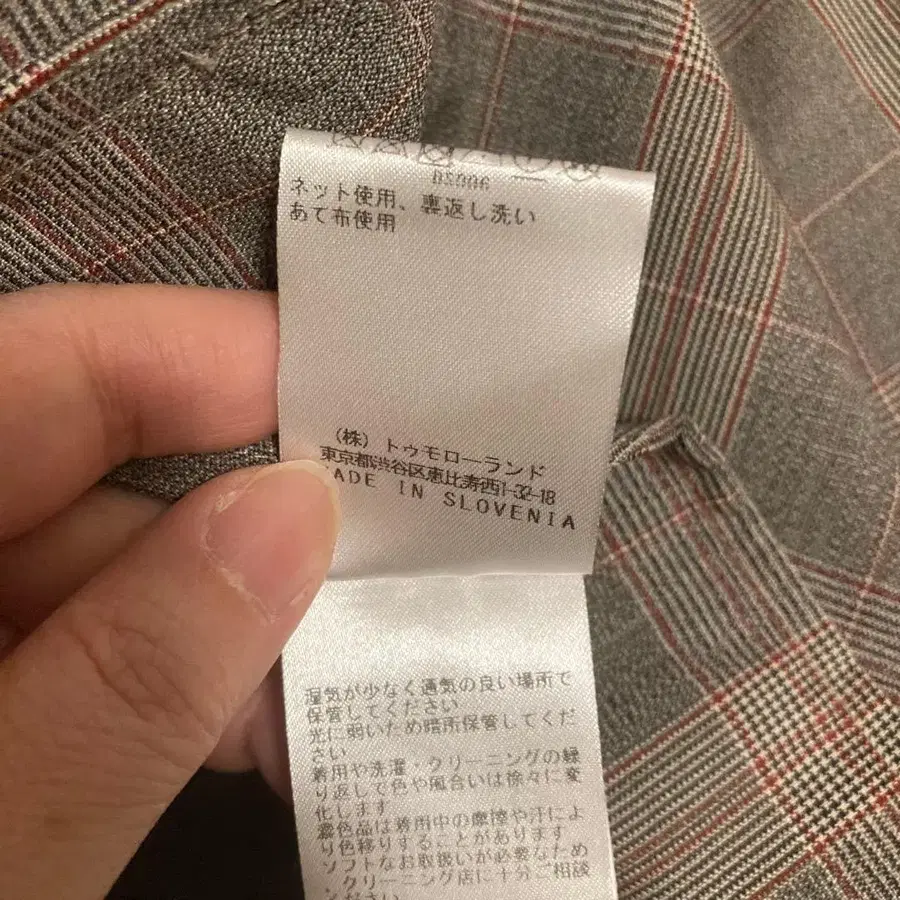 ネット使用、裏返し洗い
あて布使用
(株)トゥモローランド
東京都渋谷区恵比寿西1-32-18
MADE IN SLOVENIA
湿気が少なく通気の良い場所で
保管してください
光に弱いため暗所保管してくだ
さい
着用や洗濯・クリーニングの繰
り返しで色や風合いは徐々に変
化します
濃色品は着用中の摩擦や汗によ
り色移りすることがあります
ソフトなお取扱いが必要なため
クリーニング店に十分ご相談
ください